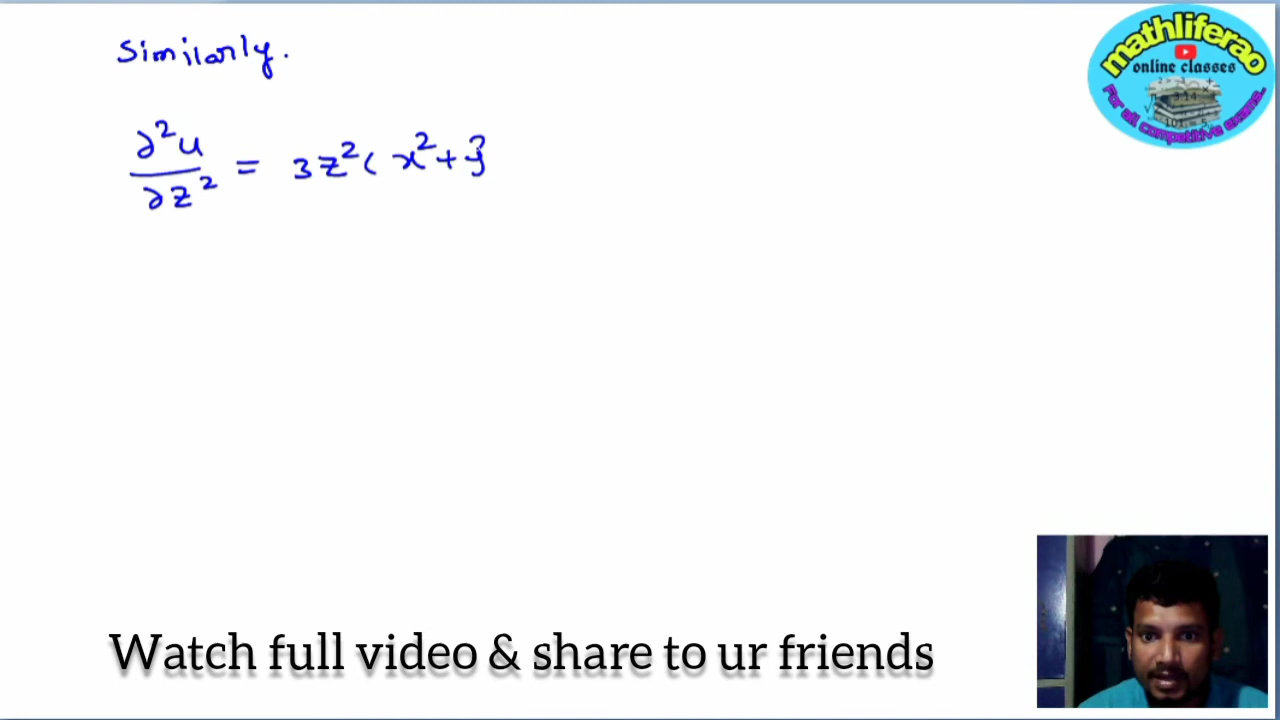 Similarly.
∂²u/∂z² = 3z²(x²+}
mathliferao
online classes
For all competitive exams..
Watch full video & share to ur friends